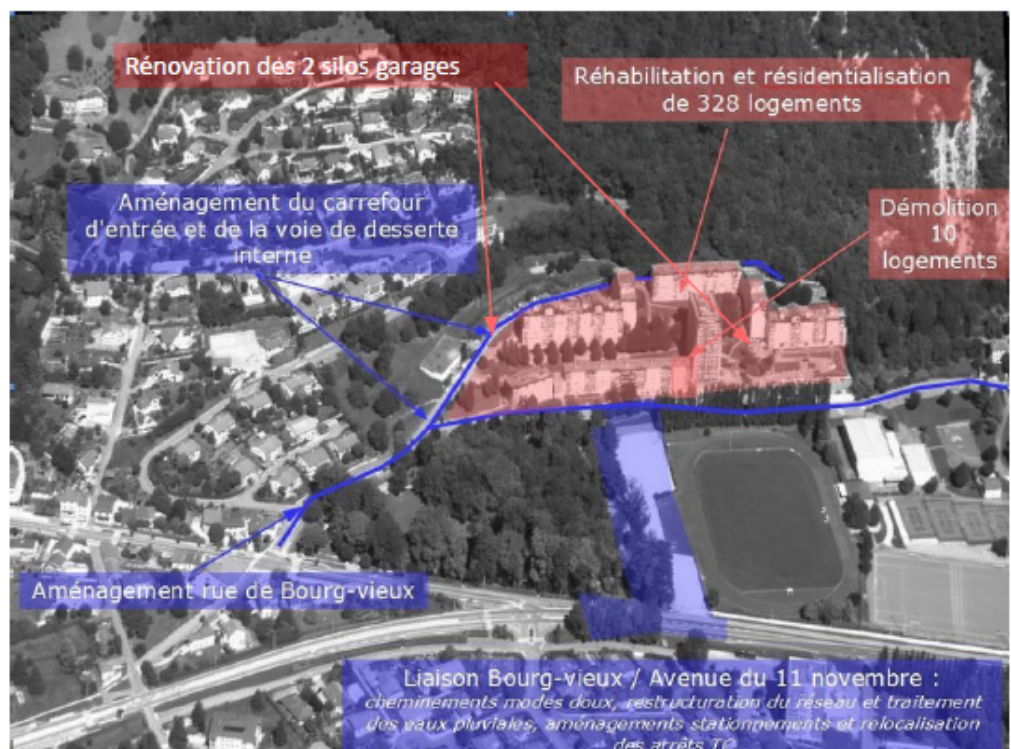 Rénovation des 2 silos garages
Réhabilitation et résidentialisation
de 328 logements
Aménagement du carrefour
d'entrée et de la voie de desserte
interne
Démolition
10
logements
Aménagement rue de Bourg-vieux
Liaison Bourg-vieux / Avenue du 11 novembre :
cheminements modes doux, restructuration du réseau et traitement
des eaux pluviales, aménagements stationnements et relocalisation
des arrêts TC